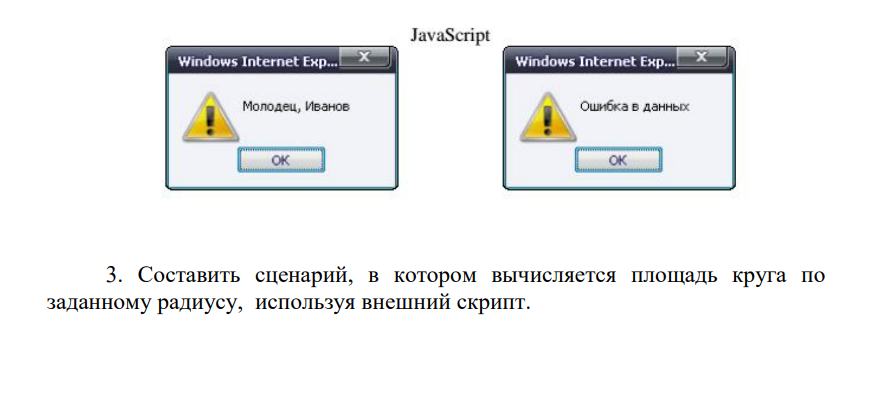 JavaScript
Windows Internet Exp... X
Молодец, Иванов
OK
Windows Internet Exp... X
Ошибка в данных
OK
3. Составить сценарий, в котором вычисляется площадь круга по
заданному радиусу, используя внешний скрипт.